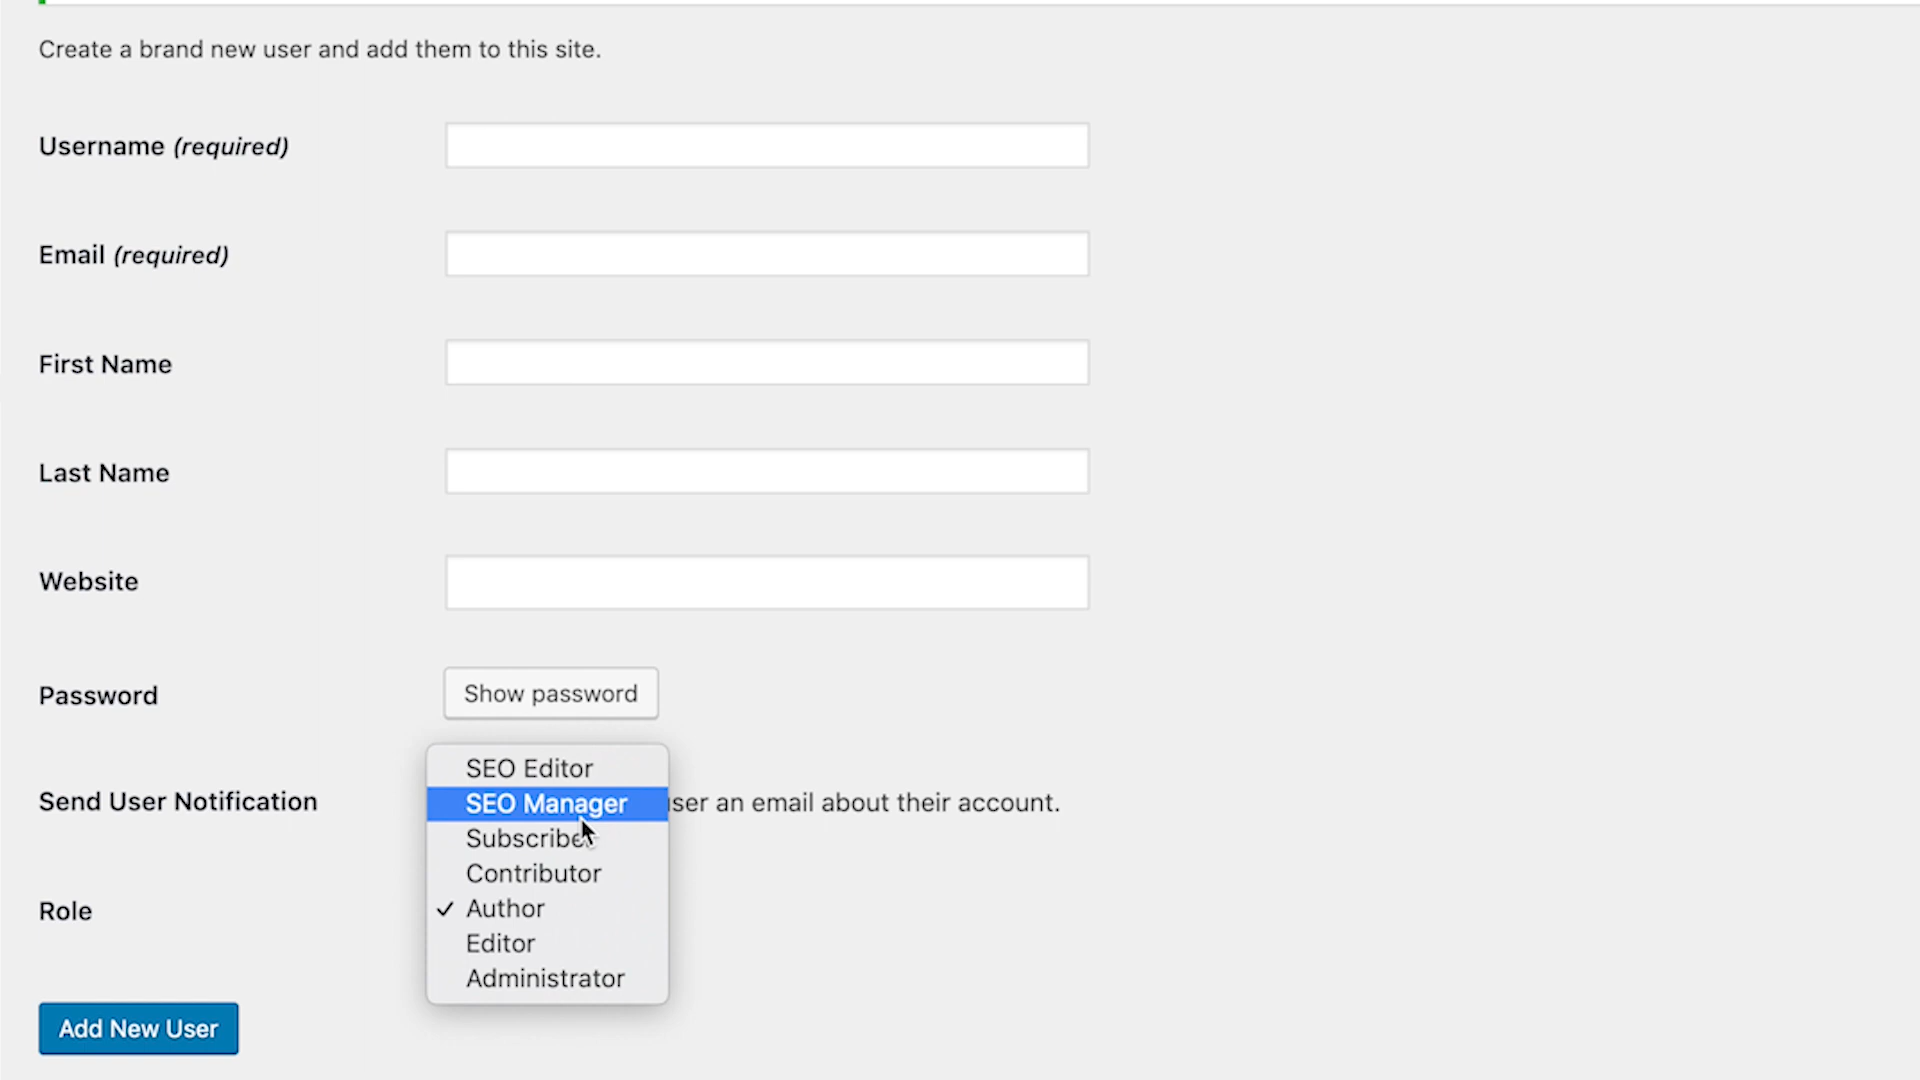 Create a brand new user and add them to this site.
Username (required)
Email (required)
First Name
Last Name
Website
Password
Show password
Send User Notification
user an email about their account.
Role
SEO Editor
SEO Manager
Subscriber
Contributor
✓ Author
Editor
Administrator
Add New User